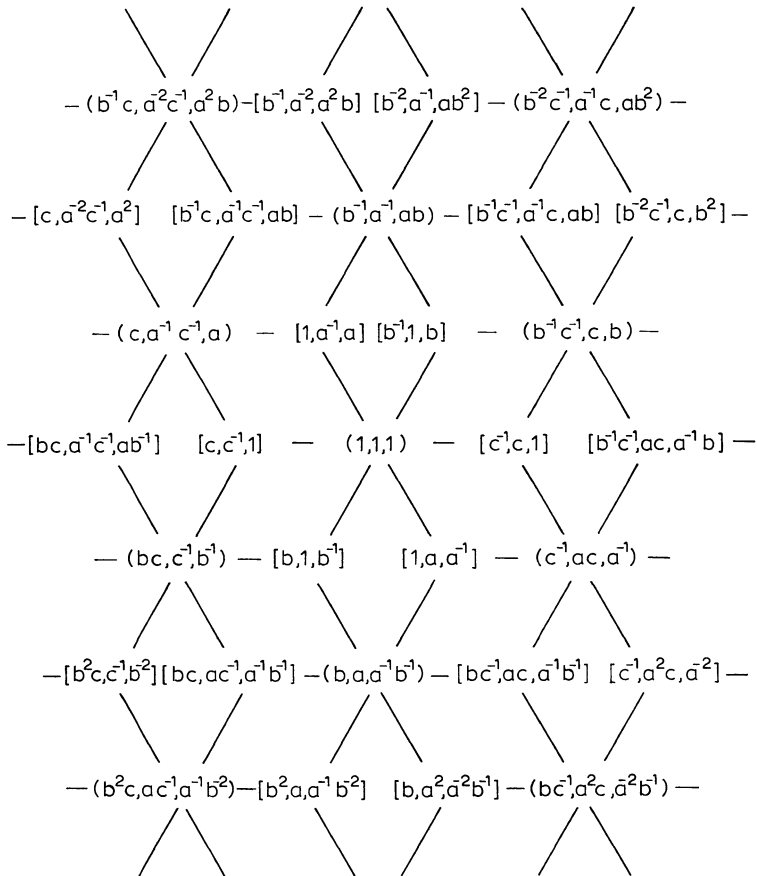 (b⁻¹c, a⁻²c⁻¹, a²b) [b⁻¹, a⁻², a²b] [b⁻², a⁻¹, ab²] (b⁻²c⁻¹, a⁻¹c, ab²)
[c, a⁻²c⁻¹, a²] [b⁻¹c, a⁻¹c⁻¹, ab] (b⁻¹, a⁻¹, ab) [b⁻¹c⁻¹, a⁻¹c, ab] [b⁻²c⁻¹, c, b²]
(c, a⁻¹c⁻¹, a) [1, a⁻¹, a] [b⁻¹, 1, b] (b⁻¹c⁻¹, c, b)
[bc, a⁻¹c⁻¹, ab⁻¹] [c, c⁻¹, 1] (1,1,1) [c⁻¹, c, 1] [b⁻¹c⁻¹, ac, a⁻¹b]
(bc, c⁻¹, b⁻¹) [b, 1, b⁻¹] [1, a, a⁻¹] (c⁻¹, ac, a⁻¹)
[b²c, c⁻¹, b⁻²] [bc, ac⁻¹, a⁻¹b⁻¹] (b, a, a⁻¹b⁻¹) [bc⁻¹, ac, a⁻¹b⁻¹] [c⁻¹, a²c, a⁻²]
(b²c, ac⁻¹, a⁻¹b⁻²) [b², a, a⁻¹b⁻²] [b, a², a⁻²b⁻¹] (bc⁻¹, a²c, a⁻²b⁻¹)